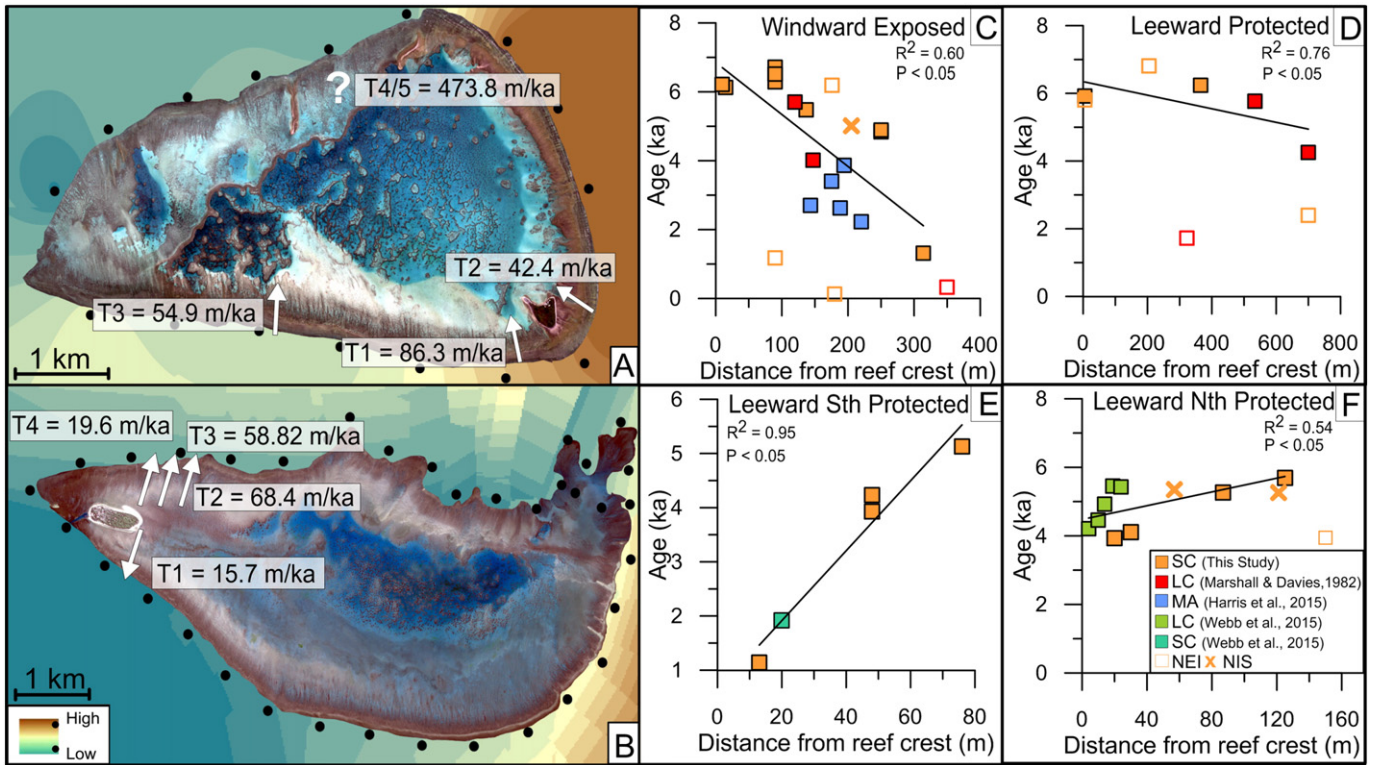 ?
T4/5 = 473.8 m/ka
T2 = 42.4 m/ka
T3 = 54.9 m/ka
T1 = 86.3 m/ka
1 km
A
T4 = 19.6 m/ka
T3 = 58.82 m/ka
T2 = 68.4 m/ka
T1 = 15.7 m/ka
1 km
High
Low
B
Windward Exposed
C
R2 = 0.60
P < 0.05
8
6
4
2
0
Age (ka)
0 100 200 300 400
Distance from reef crest (m)
Leeward Protected
D
R2 = 0.76
P < 0.05
8
6
4
2
0
Age (ka)
0 200 400 600 800
Distance from reef crest (m)
Leeward Sth Protected
E
R2 = 0.95
P < 0.05
6
5
4
3
2
1
Age (ka)
0 20 40 60 80
Distance from reef crest (m)
Leeward Nth Protected
F
R2 = 0.54
P < 0.05
8
6
4
2
0
Age (ka)
SC (This Study)
LC (Marshall & Davies,1982)
MA (Harris et al., 2015)
LC (Webb et al., 2015)
SC (Webb et al., 2015)
NEI NIS
0 40 80 120 160
Distance from reef crest (m)